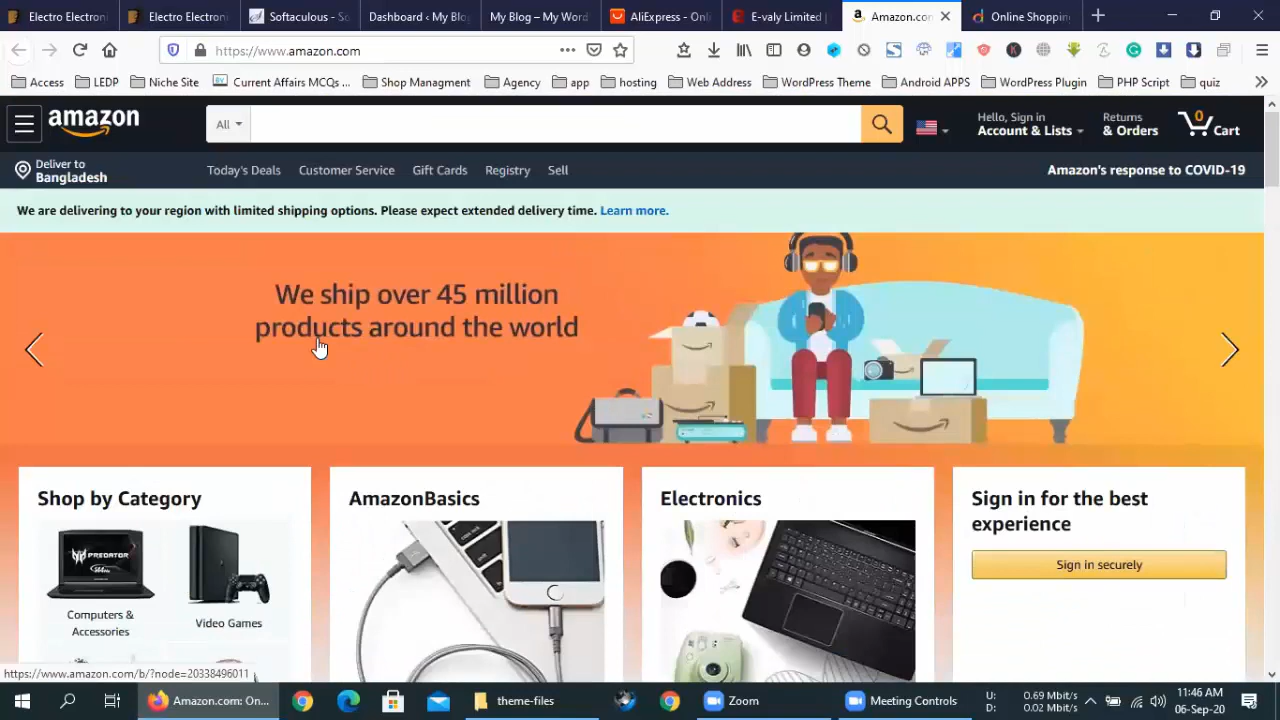 Electro Electroni
Electro Electroni
Softaculous - So
Dashboard ‹ My Blo
My Blog – My Word
AliExpress - Onli
E-valy Limited |
Amazon.con
Online Shoppin
https://www.amazon.com
Access
LEDP
Niche Site
Current Affairs MCQs ...
Shop Managment
Agency
app
hosting
Web Address
WordPress Theme
Android APPS
WordPress Plugin
PHP Script
quiz
amazon
All
Hello, Sign in
Account & Lists
Returns
& Orders
0
Cart
Deliver to
Bangladesh
Today's Deals
Customer Service
Gift Cards
Registry
Sell
Amazon's response to COVID-19
We are delivering to your region with limited shipping options. Please expect extended delivery time. Learn more.
We ship over 45 million
products around the world
Shop by Category
PREDATOR
Computers &
Accessories
Video Games
AmazonBasics
Electronics
Sign in for the best
experience
Sign in securely
https://www.amazon.com/b/?node=20338496011
Amazon.com: On...
theme-files
Zoom
Meeting Controls
U: 0.69 Mbit/s
D: 0.02 Mbit/s
11:46 AM
06-Sep-20